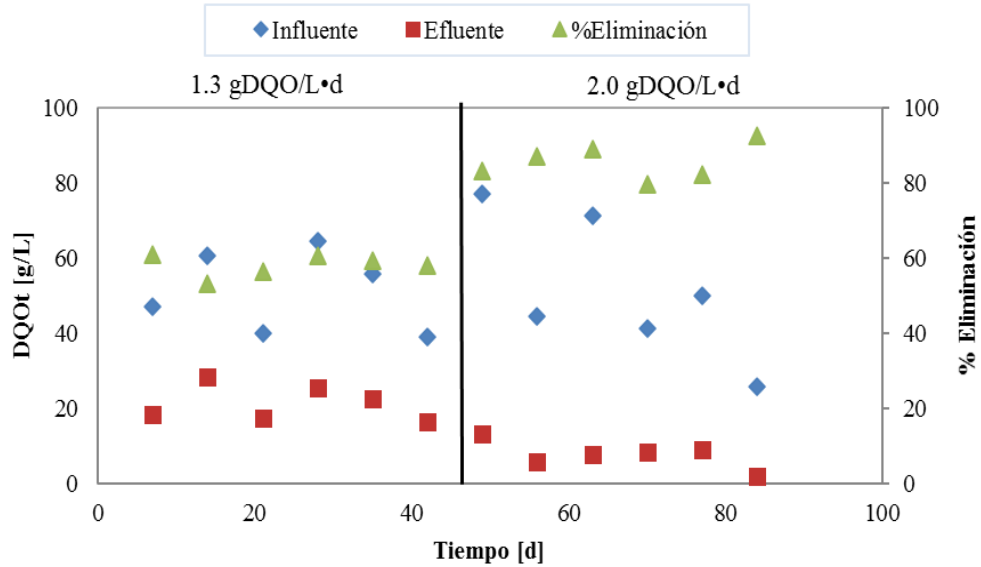 Influente Efluente %Eliminación
1.3 gDQO/L•d 2.0 gDQO/L•d
100 100
80 80
60 60
40 40
20 20
0 0
DQOt [g/L]
% Eliminación
0 20 40 60 80 100
Tiempo [d]